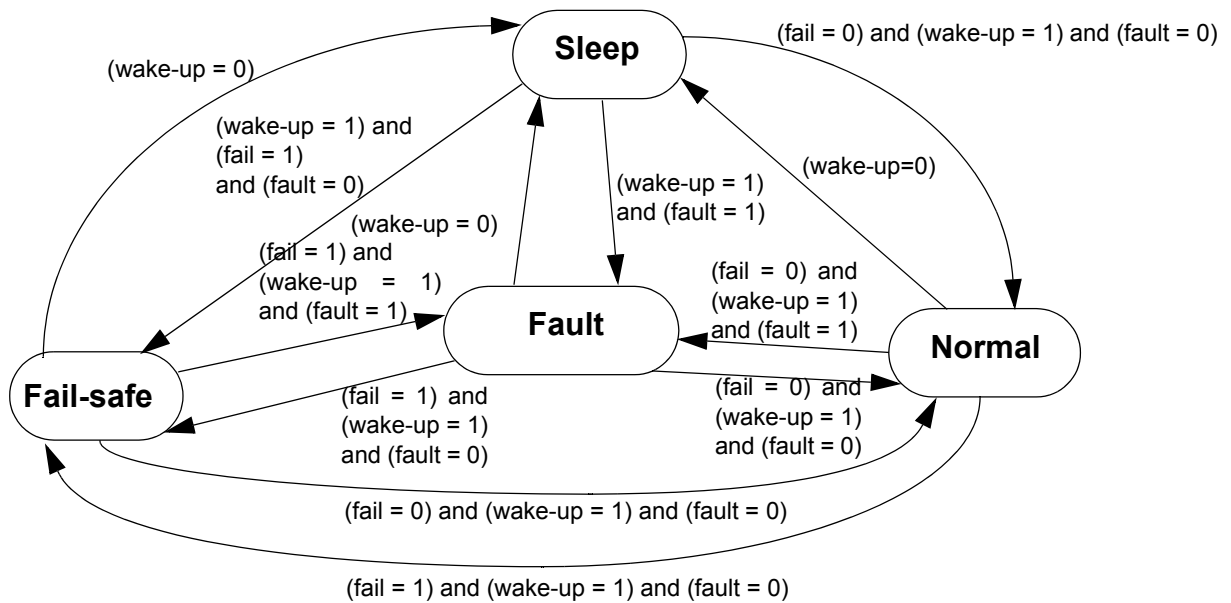 Sleep
(fail = 0) and (wake-up = 1) and (fault = 0)
(wake-up = 0)
(wake-up = 1) and
(fail = 1)
and (fault = 0)
(wake-up = 1)
and (fault = 1)
(wake-up=0)
(wake-up = 0)
(fail = 1) and
(wake-up = 1)
and (fault = 1)
(fail = 0) and
(wake-up = 1)
and (fault = 1)
Fault
Normal
Fail-safe
(fail = 1) and
(wake-up = 1)
and (fault = 0)
(fail = 0) and
(wake-up = 1)
and (fault = 0)
(fail = 0) and (wake-up = 1) and (fault = 0)
(fail = 1) and (wake-up = 1) and (fault = 0)